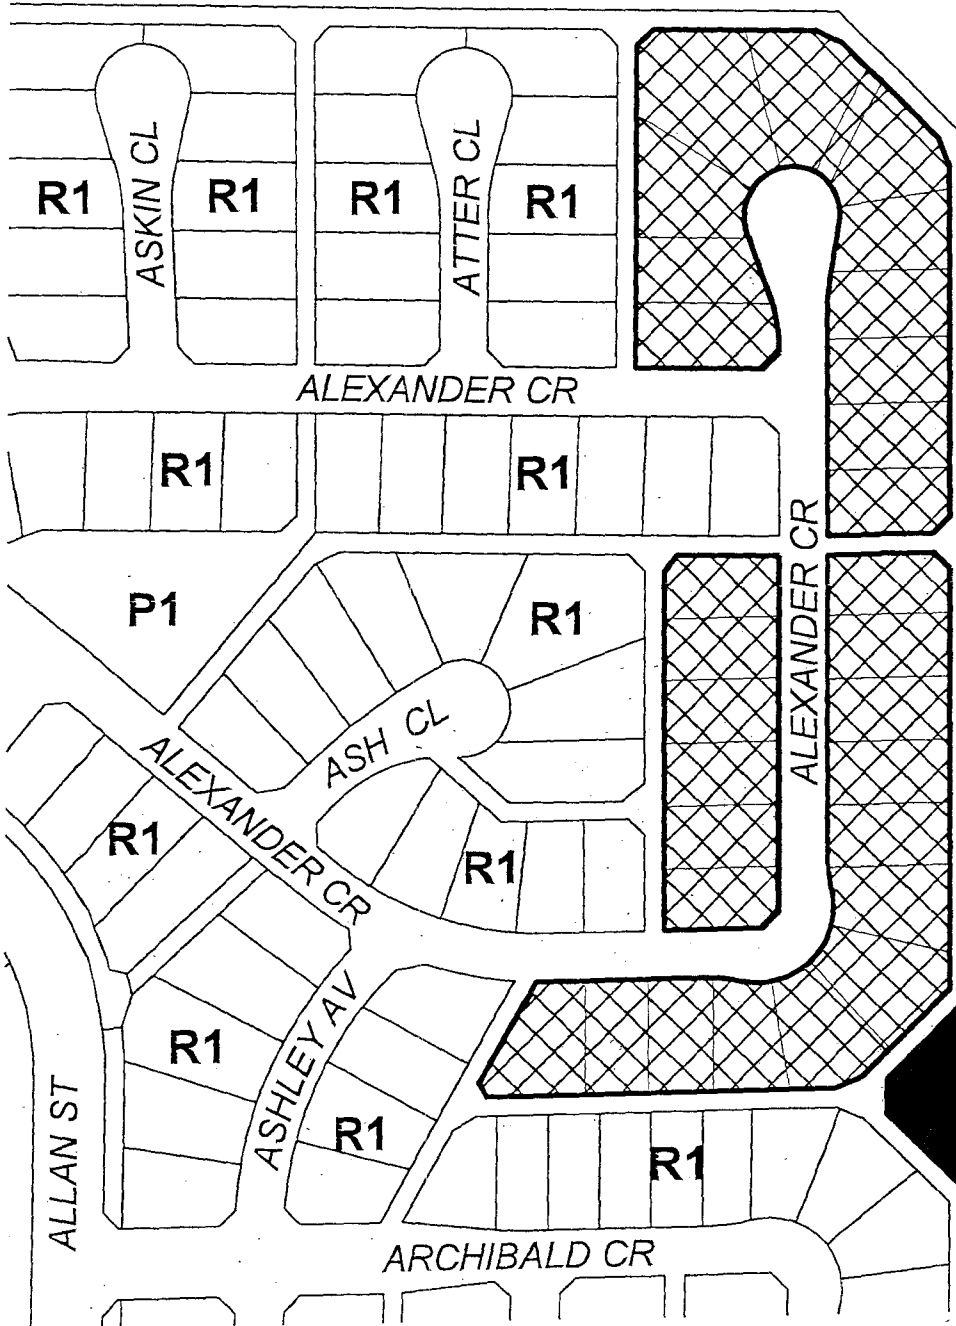 ASKIN CL
ATTER CL
R1
R1
R1
R1
ALEXANDER CR
R1
R1
ALEXANDER CR
P1
R1
ASH CL
ALEXANDER CR
R1
R1
ASHLEY AV
R1
R1
R1
ALLAN ST
ARCHIBALD CR